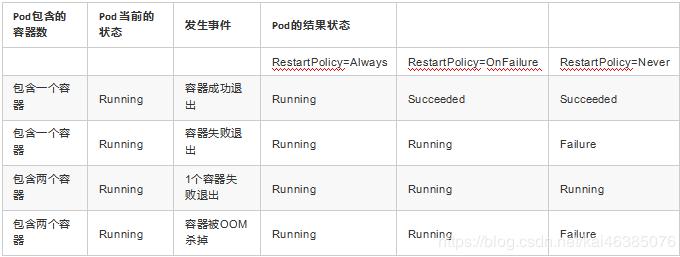 Pod包含的容器数 Pod当前的状态 发生事件 Pod的结果状态
RestartPolicy=Always RestartPolicy=OnFailure RestartPolicy=Never
包含一个容器 Running 容器成功退出 Running Succeeded Succeeded
包含一个容器 Running 容器失败退出 Running Running Failure
包含两个容器 Running 1个容器失败退出 Running Running Running
包含两个容器 Running 容器被OOM杀掉 Running Running Failure
https://blog.csdn.net/kai46385076